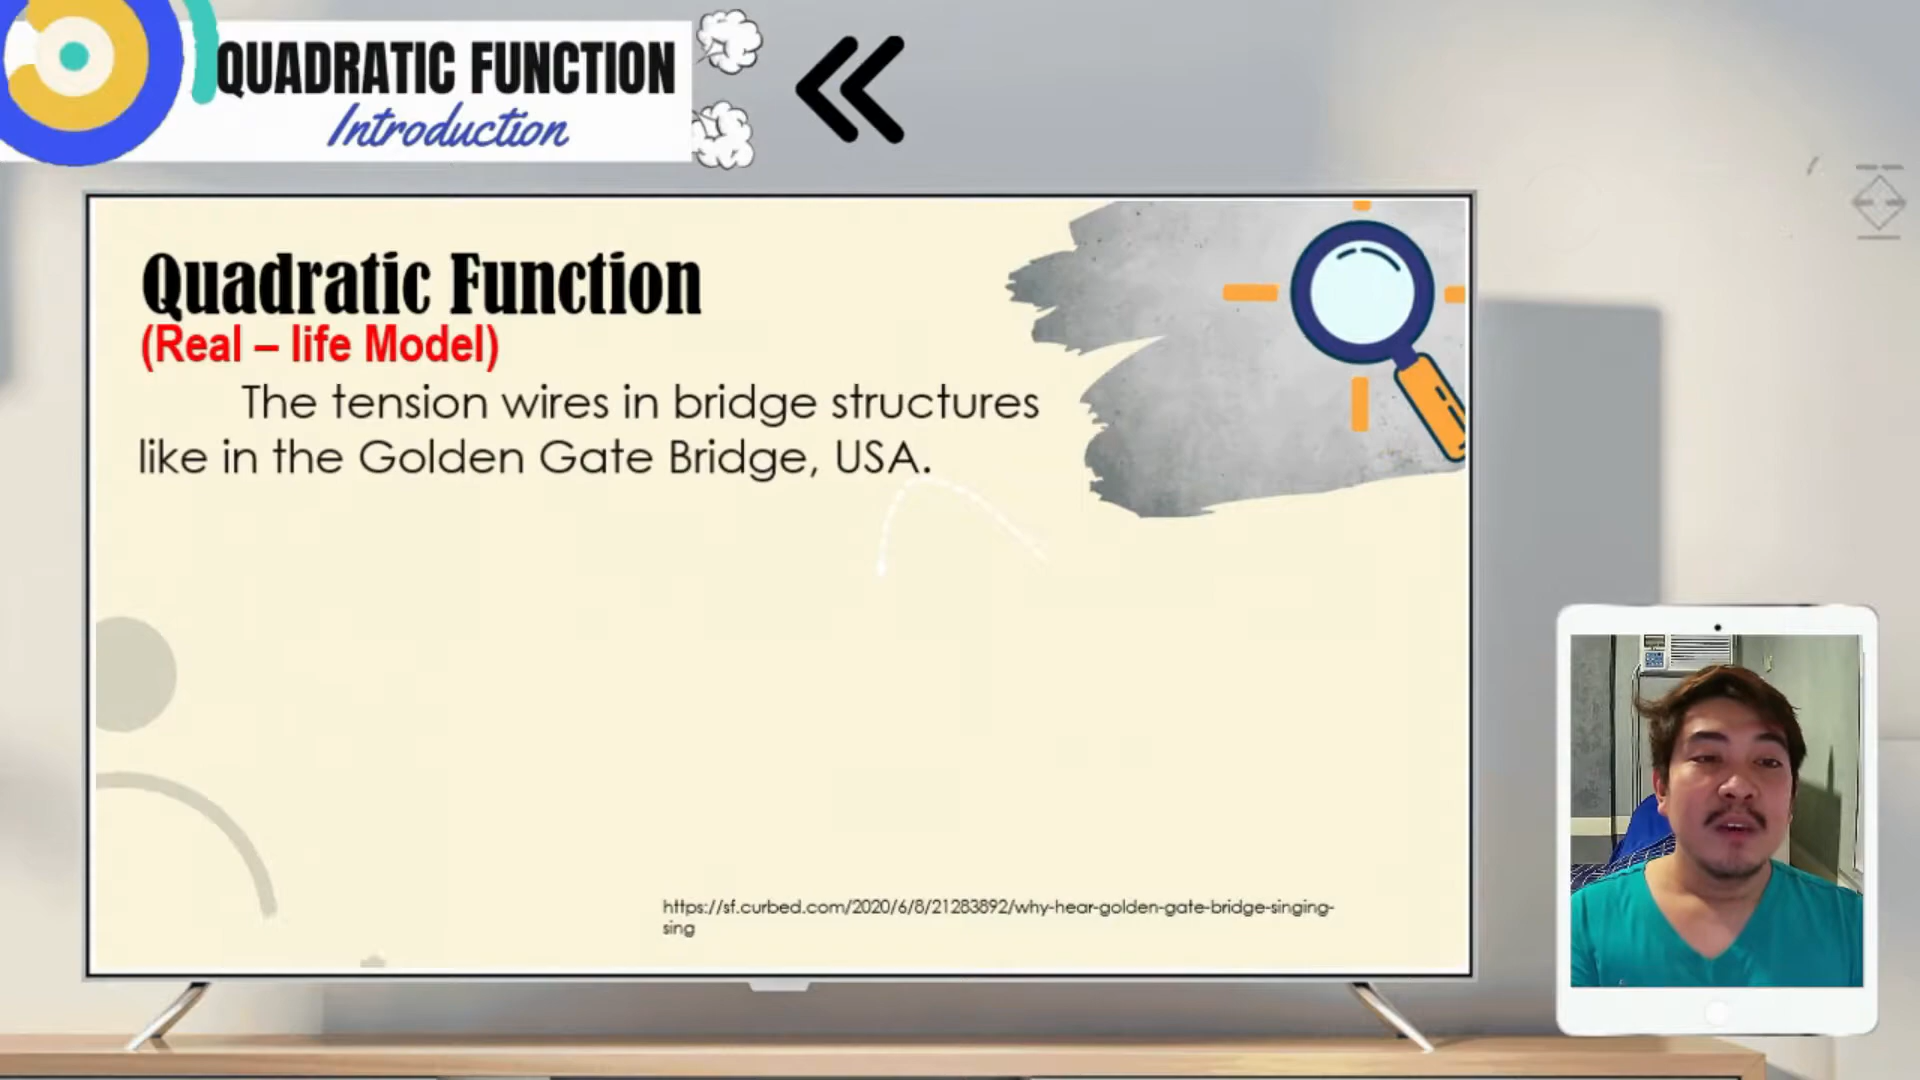 QUADRATIC FUNCTION
Introduction
Quadratic Function
(Real – life Model)
The tension wires in bridge structures
like in the Golden Gate Bridge, USA.
https://sf.curbed.com/2020/6/8/21283892/why-hear-golden-gate-bridge-singing-
sing